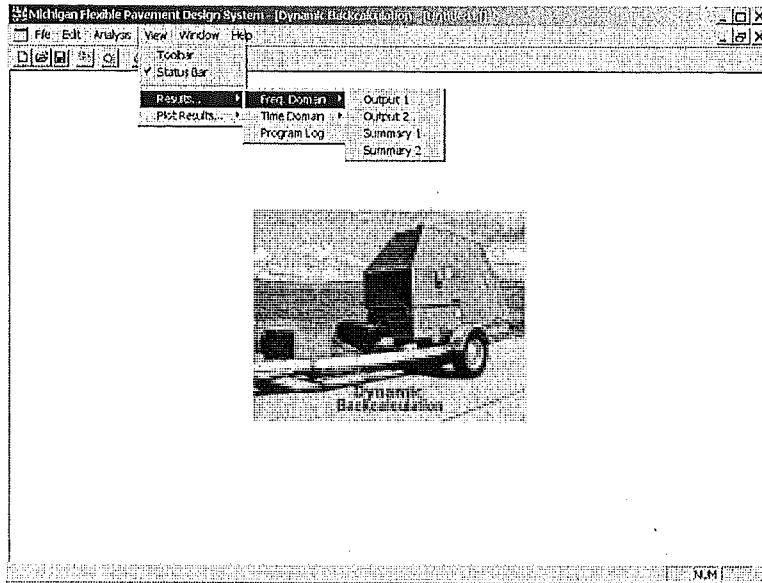 Michigan Flexible Pavement Design System - [Dynamic Backcalculation - [Untitled]]
File Edit Analysis View Window Help
Toolbar
Status Bar
Results...
Plot Results...
Freq. Domain
Time Domain
Program Log
Output 1
Output 2
Summary 1
Summary 2
Dynamic
Backcalculation
N.M